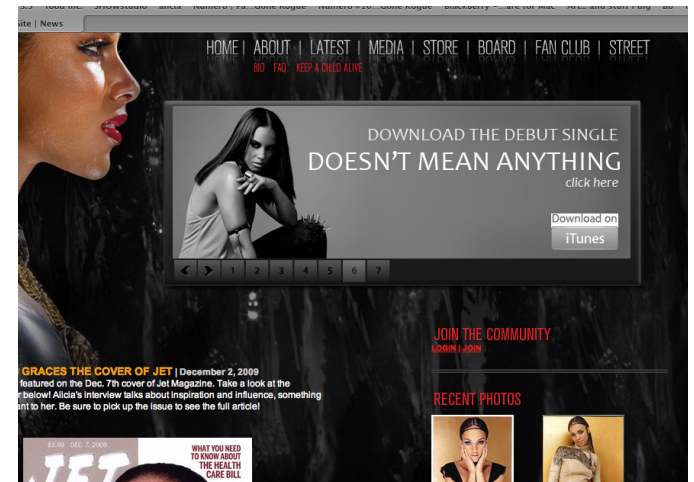 Site | News
HOME | ABOUT | LATEST | MEDIA | STORE | BOARD | FAN CLUB | STREET
BIO FAQ KEEP A CHILD ALIVE
DOWNLOAD THE DEBUT SINGLE
DOESN'T MEAN ANYTHING
click here
Download on
iTunes
1 2 3 4 5 6 7
JOIN THE COMMUNITY
LOGIN | JOIN
GRACES THE COVER OF JET | December 2, 2009
featured on the Dec. 7th cover of Jet Magazine. Take a look at the
r below! Alicia's Interview talks about inspiration and influence, something
nt to her. Be sure to pick up the issue to see the full article!
RECENT PHOTOS
$1.99 DEC. 7, 2009
JET
WHAT YOU NEED
TO KNOW ABOUT
THE HEALTH
CARE BILL